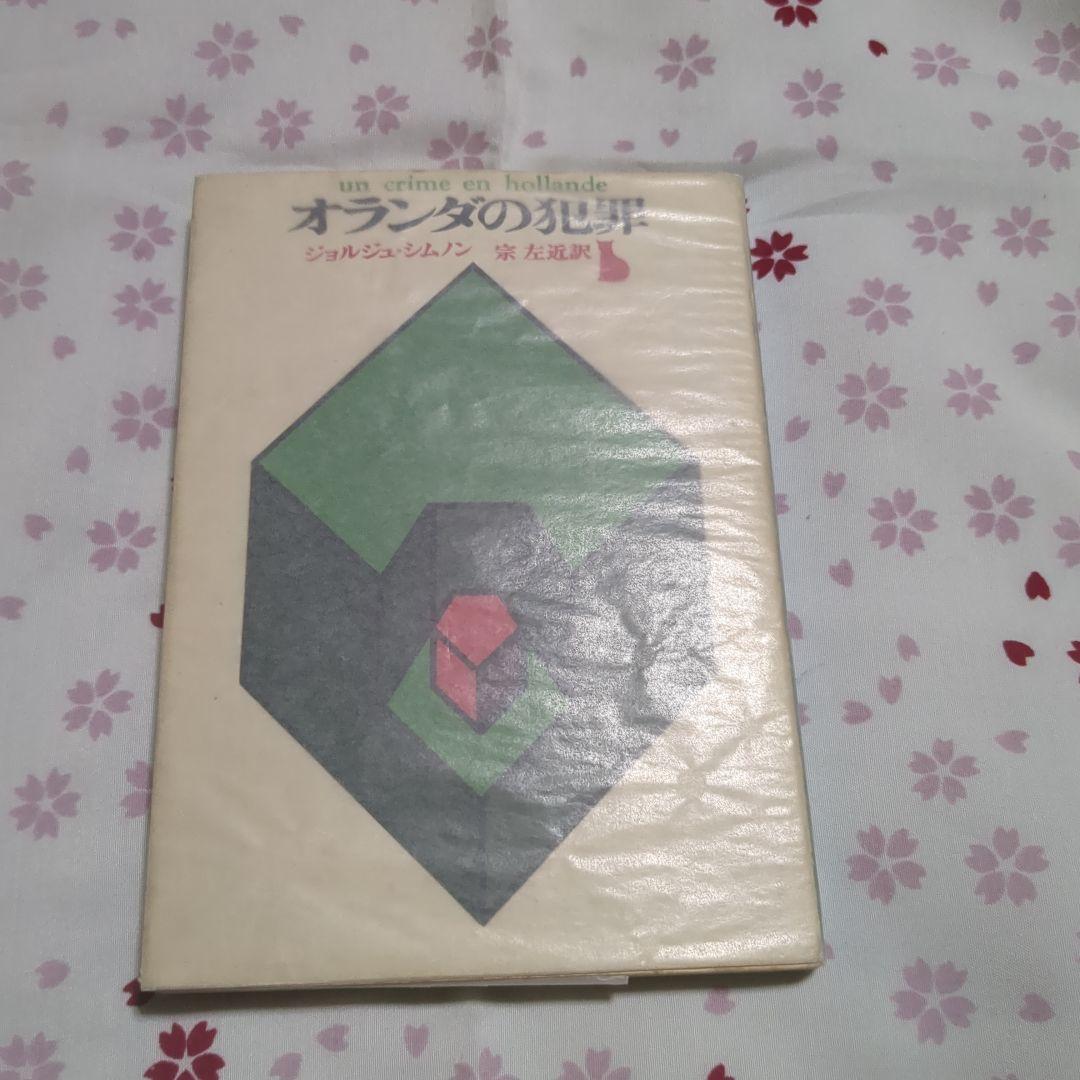 un crime en hollande
オランダの犯罪
ジョルジュ・シムノン 宗 左近訳